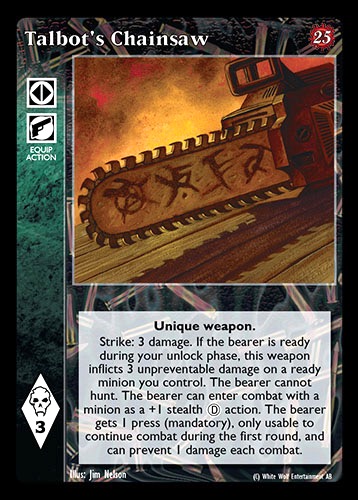 Talbot's Chainsaw
25
EQUIP
ACTION
Unique weapon.
Strike: 3 damage. If the bearer is ready
during your unlock phase, this weapon
inflicts 3 unpreventable damage on a ready
minion you control. The bearer cannot
hunt. The bearer can enter combat with a
minion as a +1 stealth Ⓓ action. The bearer
gets 1 press (mandatory), only usable to
continue combat during the first round, and
can prevent 1 damage each combat.
3
Illus: Jim Nelson
(C) White Wolf Entertainment AB